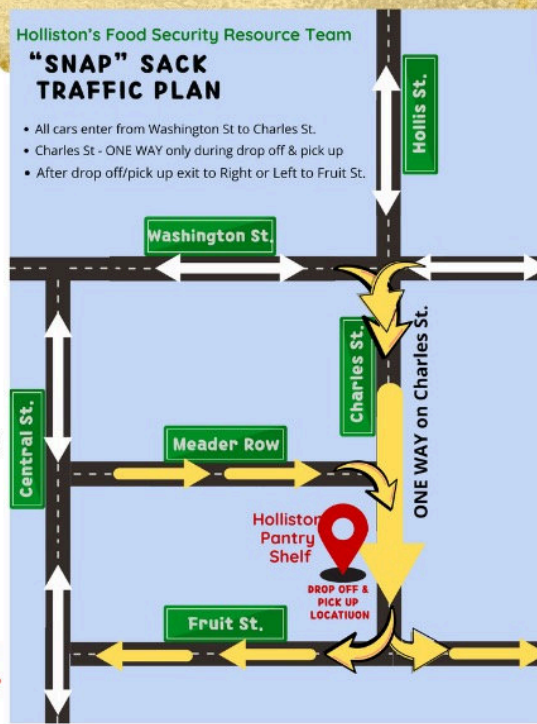 Holliston's Food Security Resource Team
“SNAP” SACK
TRAFFIC PLAN
• All cars enter from Washington St to Charles St.
• Charles St - ONE WAY only during drop off & pick up
• After drop off/pick up exit to Right or Left to Fruit St.
Hollis St.
Washington St.
Charles St.
ONE WAY on Charles St.
Central St.
Meader Row
Holliston
Pantry
Shelf
DROP OFF &
PICK UP
LOCATIUON
Fruit St.